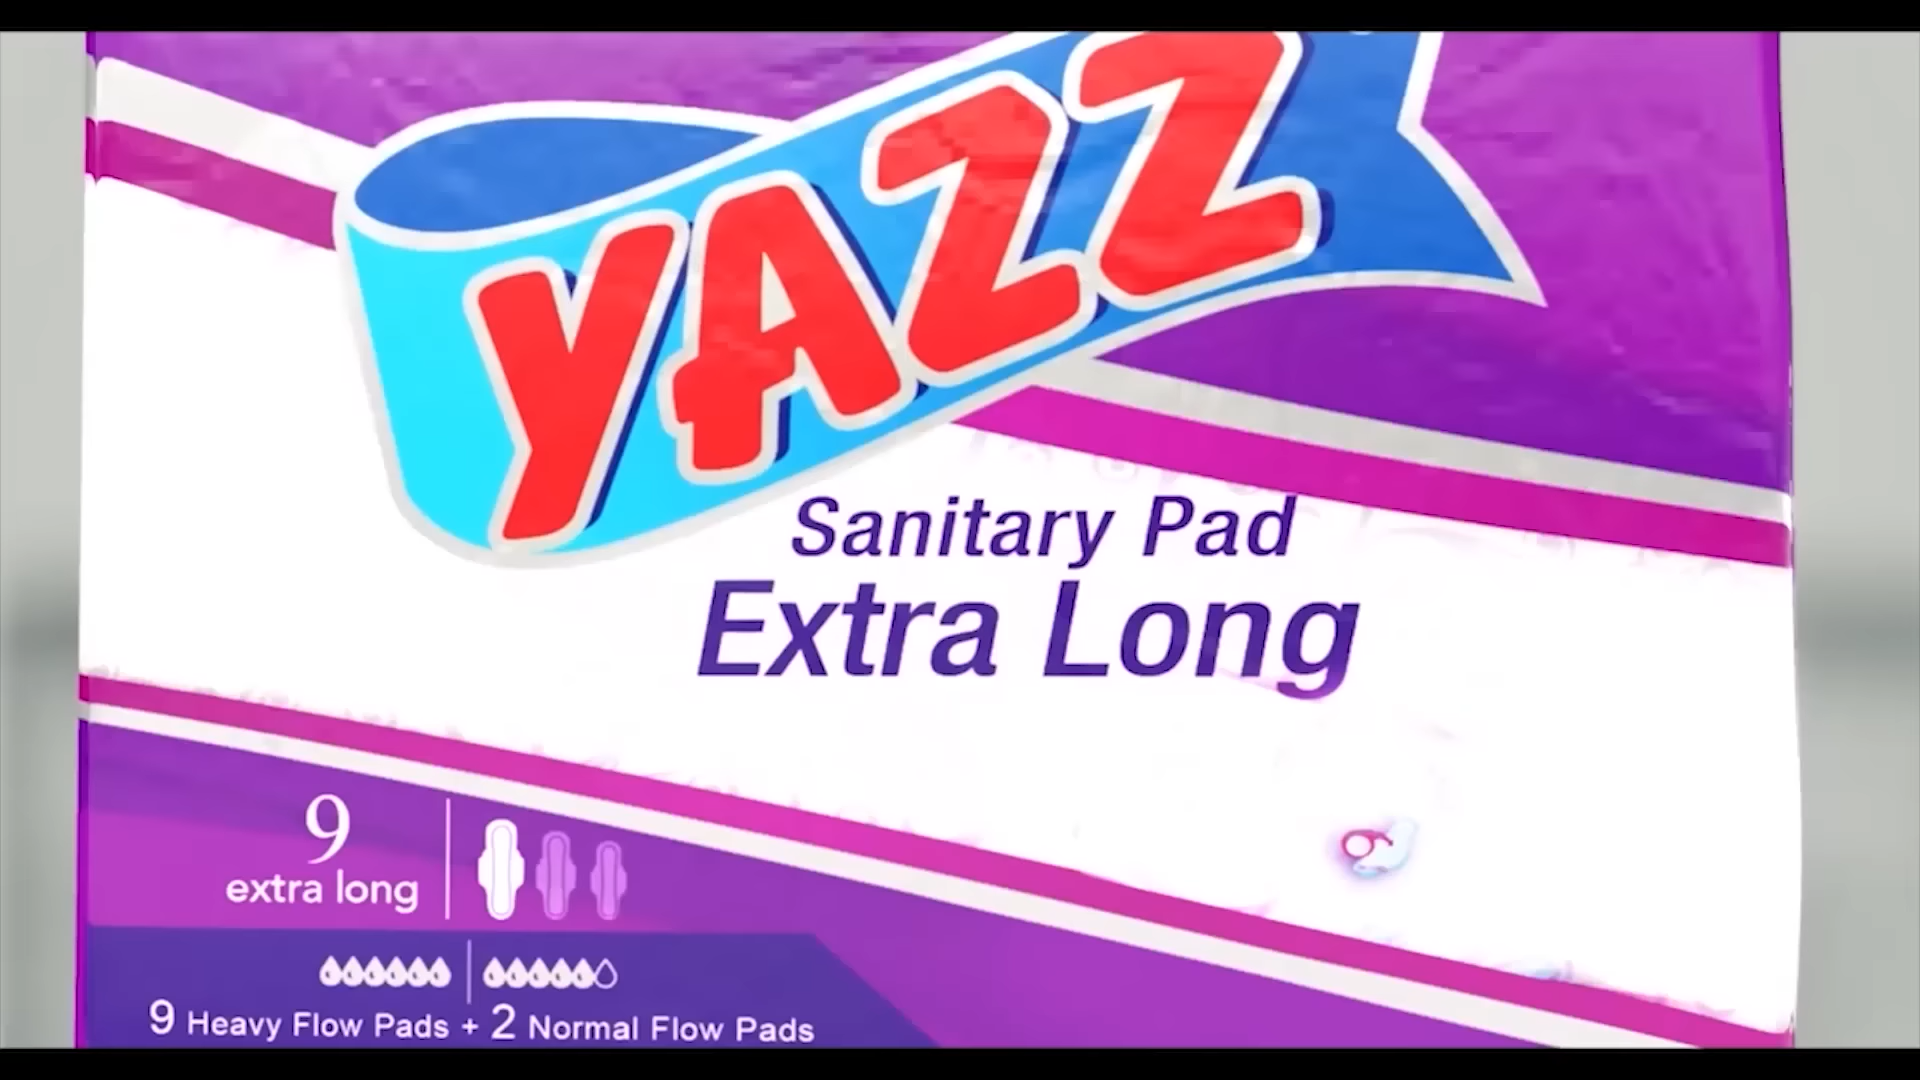 YAZZ
Sanitary Pad
Extra Long
9
extra long
9 Heavy Flow Pads + 2 Normal Flow Pads